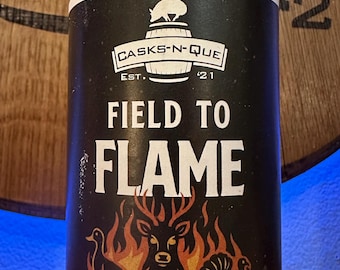 CASKS-N-QUE
EST. '21
FIELD TO
FLAME